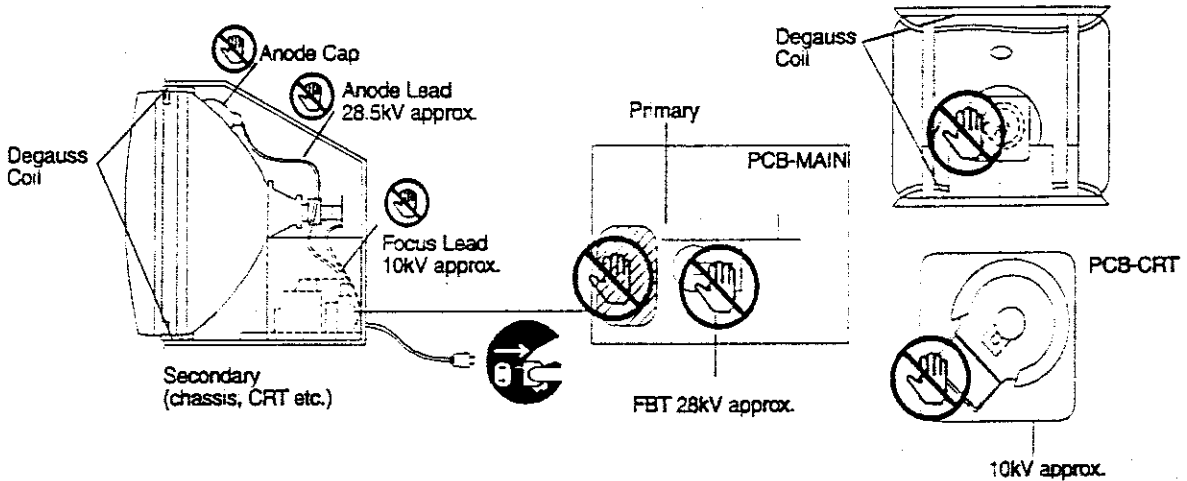 Anode Cap
Anode Lead
28.5kV approx.
Degauss
Coil
Focus Lead
10kV approx.
Secondary
(chassis, CRT etc.)
Primary
PCB-MAIN
FBT 28kV approx.
Degauss
Coil
PCB-CRT
10kV approx.